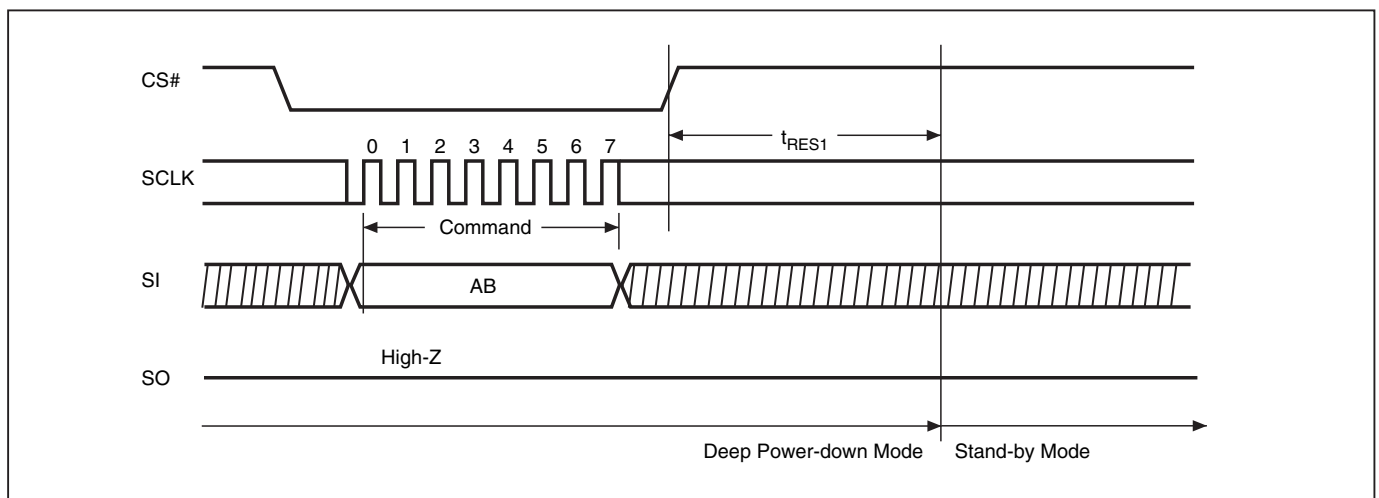 CS#
tRES1
0 1 2 3 4 5 6 7
SCLK
Command
SI
AB
High-Z
SO
Deep Power-down Mode
Stand-by Mode